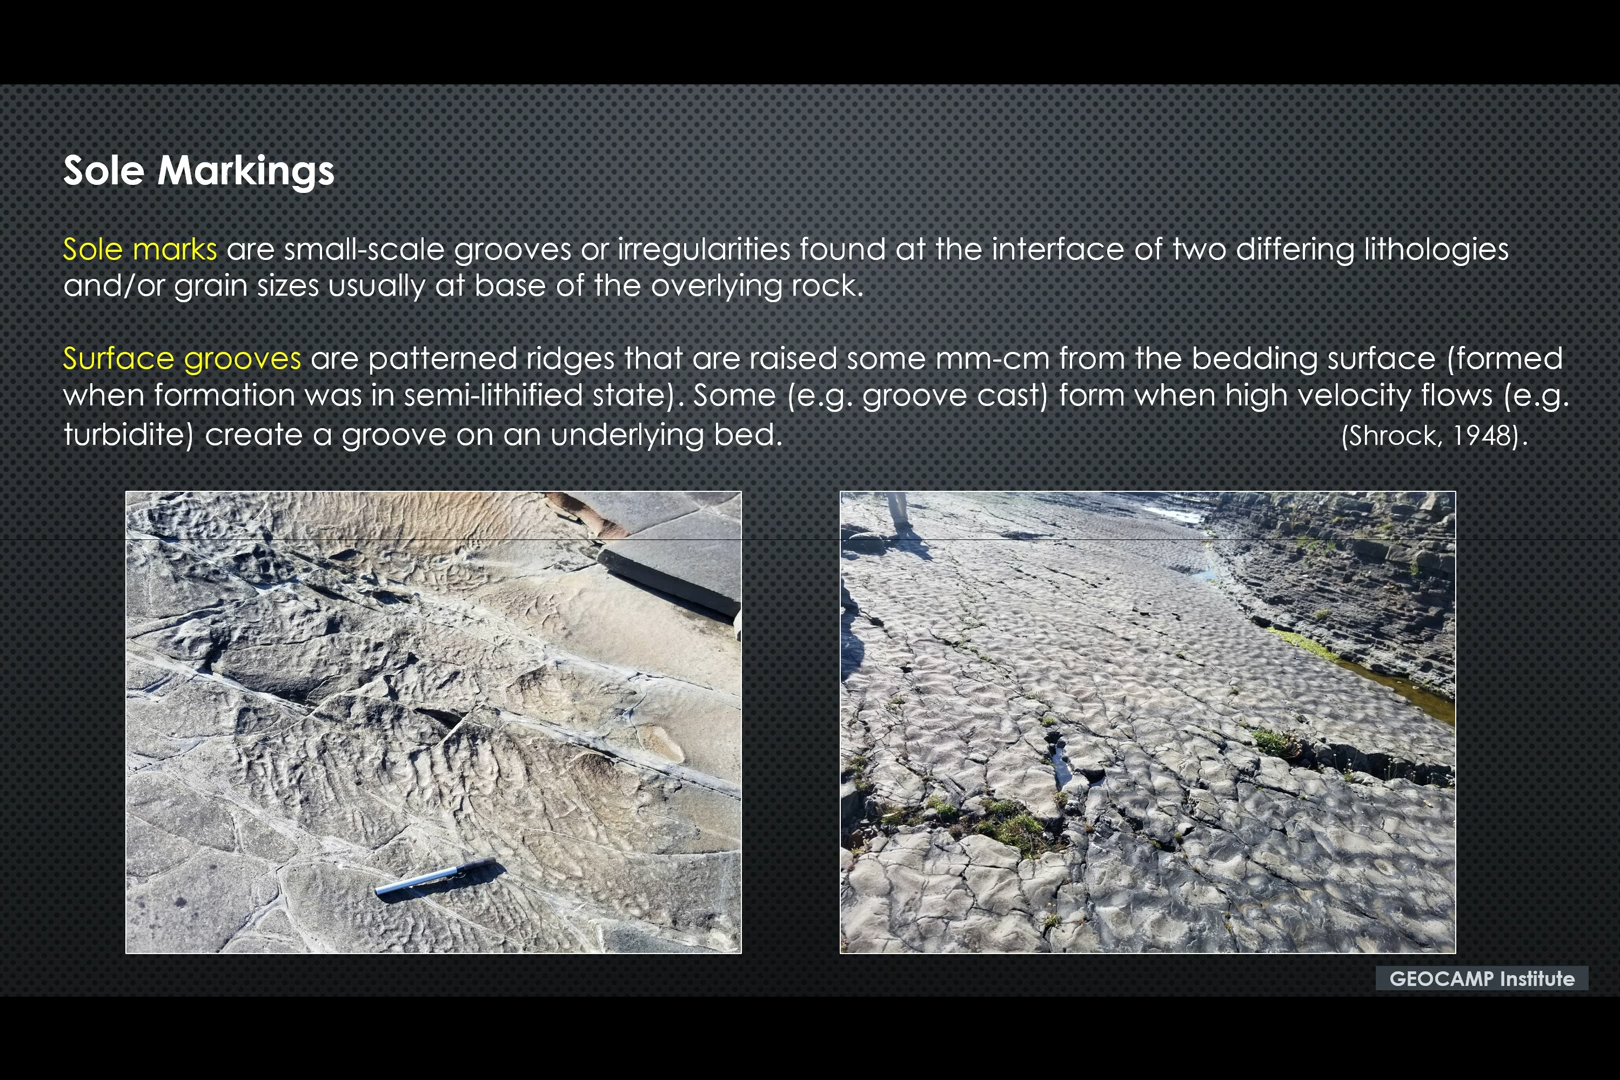 Sole Markings
Sole marks are small-scale grooves or irregularities found at the interface of two differing lithologies
and/or grain sizes usually at base of the overlying rock.
Surface grooves are patterned ridges that are raised some mm-cm from the bedding surface (formed
when formation was in semi-lithified state). Some (e.g. groove cast) form when high velocity flows (e.g.
turbidite) create a groove on an underlying bed. (Shrock, 1948).
GEOCAMP Institute